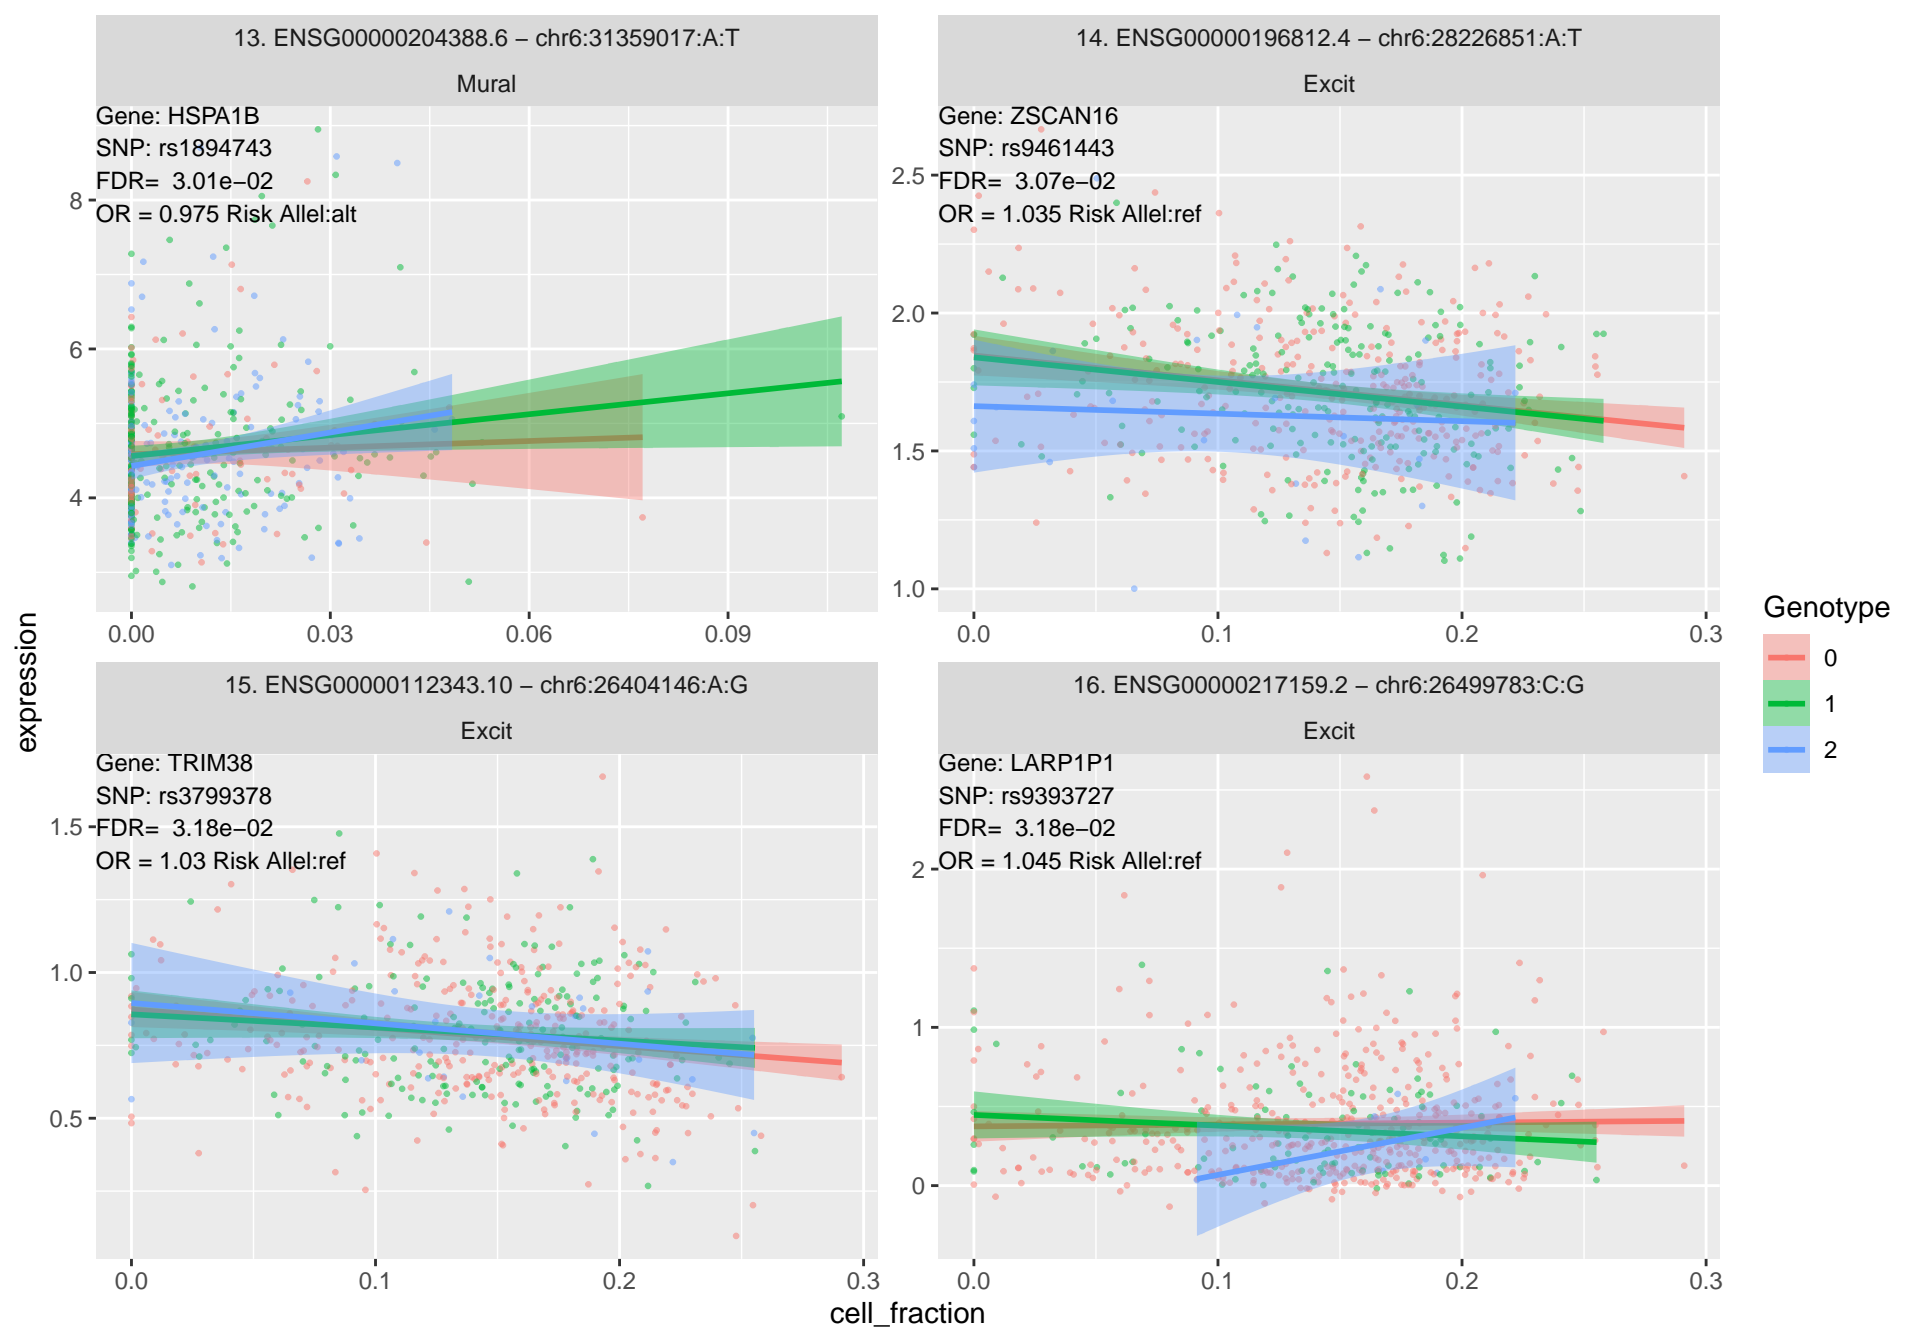 13. ENSG00000204388.6 – chr6:31359017:A:T
Mural
Gene: HSPA1B
SNP: rs1894743
FDR= 3.01e−02
OR = 0.975 Risk Allel:alt
8
6
4
0.00 0.03 0.06 0.09
14. ENSG00000196812.4 – chr6:28226851:A:T
Excit
Gene: ZSCAN16
SNP: rs9461443
FDR= 3.07e−02
OR = 1.035 Risk Allel:ref
2.5
2.0
1.5
1.0
0.0 0.1 0.2 0.3
15. ENSG00000112343.10 – chr6:26404146:A:G
Excit
Gene: TRIM38
SNP: rs3799378
FDR= 3.18e−02
OR = 1.03 Risk Allel:ref
1.5
1.0
0.5
0.0 0.1 0.2 0.3
16. ENSG00000217159.2 – chr6:26499783:C:G
Excit
Gene: LARP1P1
SNP: rs9393727
FDR= 3.18e−02
OR = 1.045 Risk Allel:ref
2
1
0
0.0 0.1 0.2 0.3
expression
cell_fraction
Genotype
0
1
2